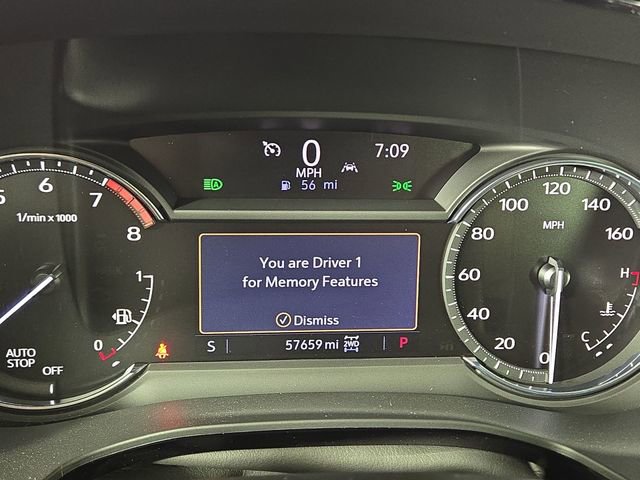 0
MPH
7:09
56 mi
5
6
7
8
1/min x 1000
1
0
AUTO
STOP
OFF
You are Driver 1
for Memory Features
Dismiss
S
57659 mi
2WD
P
MPH
0
20
40
60
80
100
120
140
160
H
C